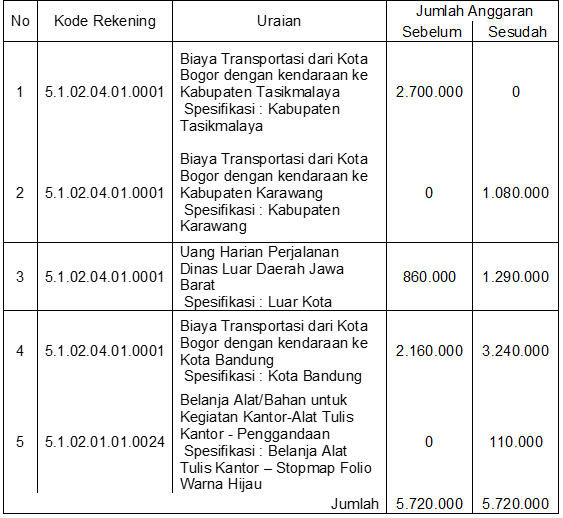 No Kode Rekening Uraian Jumlah Anggaran
Sebelum Sesudah
Biaya Transportasi dari Kota
Bogor dengan kendaraan ke
1 5.1.02.04.01.0001 Kabupaten Tasikmalaya 2.700.000 0
Spesifikasi : Kabupaten
Tasikmalaya
Biaya Transportasi dari Kota
Bogor dengan kendaraan ke
2 5.1.02.04.01.0001 Kabupaten Karawang 0 1.080.000
Spesifikasi : Kabupaten
Karawang
Uang Harian Perjalanan
Dinas Luar Daerah Jawa
3 5.1.02.04.01.0001 Barat 860.000 1.290.000
Spesifikasi : Luar Kota
Biaya Transportasi dari Kota
Bogor dengan kendaraan ke
4 5.1.02.04.01.0001 Kota Bandung 2.160.000 3.240.000
Spesifikasi : Kota Bandung
Belanja Alat/Bahan untuk
Kegiatan Kantor-Alat Tulis
Kantor - Penggandaan
5 5.1.02.01.01.0024 Spesifikasi : Belanja Alat 0 110.000
Tulis Kantor – Stopmap Folio
Warna Hijau
Jumlah 5.720.000 5.720.000